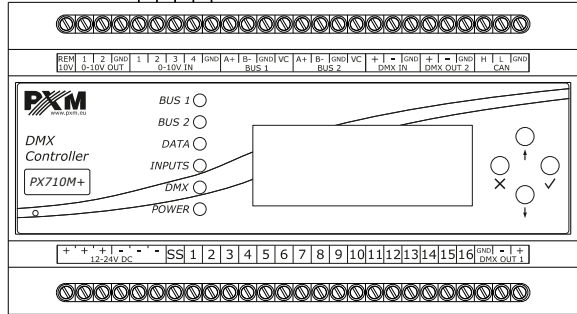 REM 1 2 GND 1 2 3 4 GND A+ B- GND VC A+ B- GND VC + - GND + - GND H L GND
10V 0-10V OUT 0-10V IN BUS 1 BUS 2 DMX IN DMX OUT 2 CAN
PXM
www.pxm.eu
BUS 1
BUS 2
DATA
INPUTS
DMX
POWER
DMX
Controller
PX710M+
+ + + - - - SS 1 2 3 4 5 6 7 8 9 10 11 12 13 14 15 16 GND - +
12-24V DC DMX OUT 1